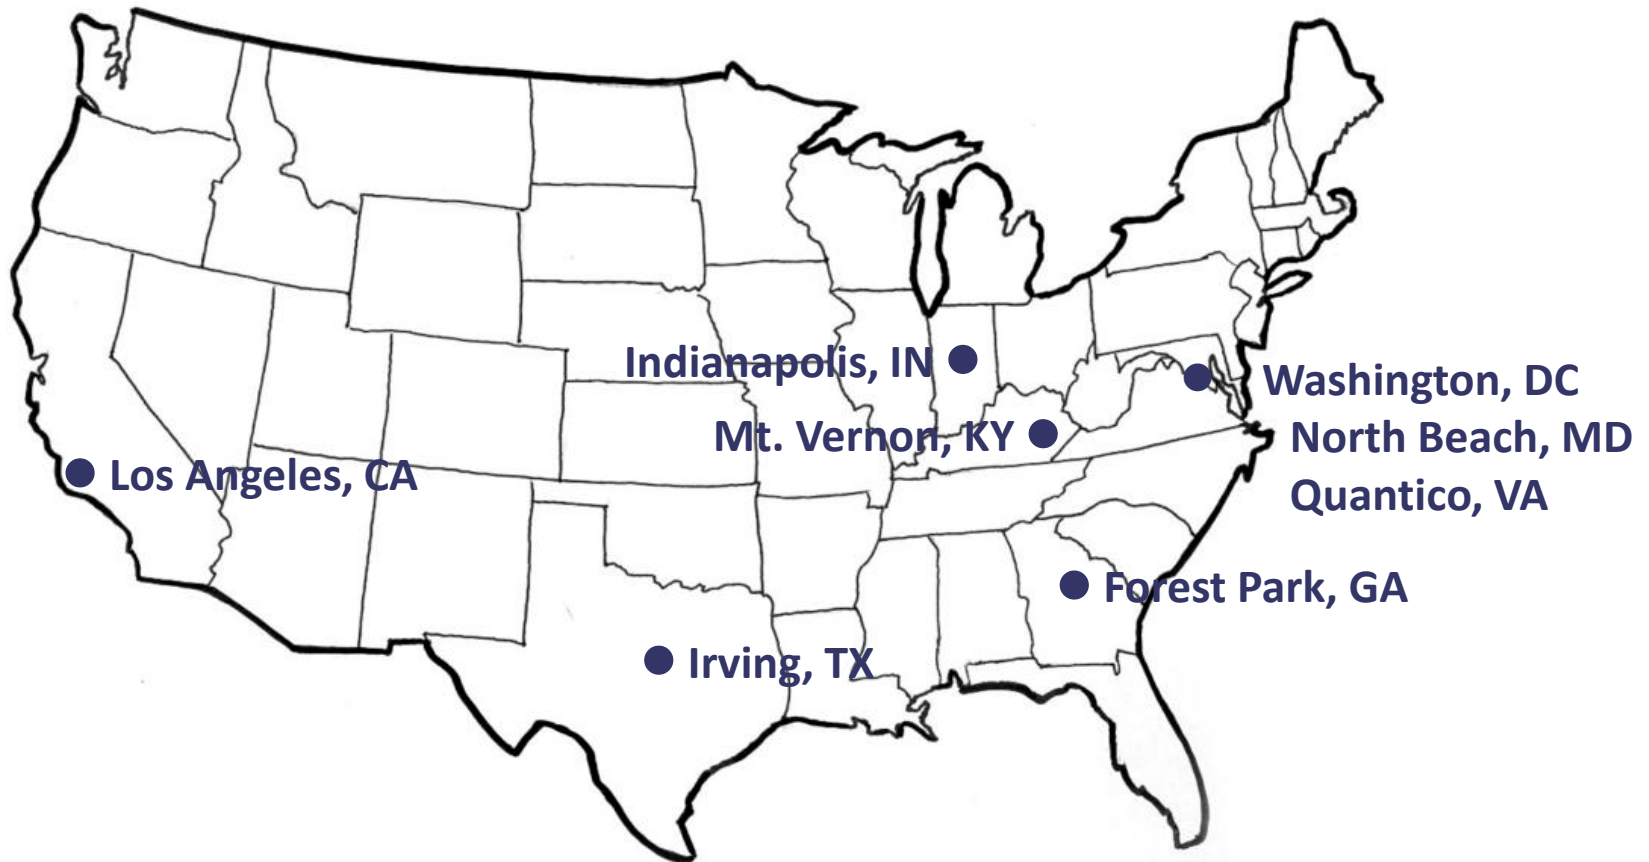 Indianapolis, IN
Washington, DC
Mt. Vernon, KY
North Beach, MD
Los Angeles, CA
Quantico, VA
Forest Park, GA
Irving, TX